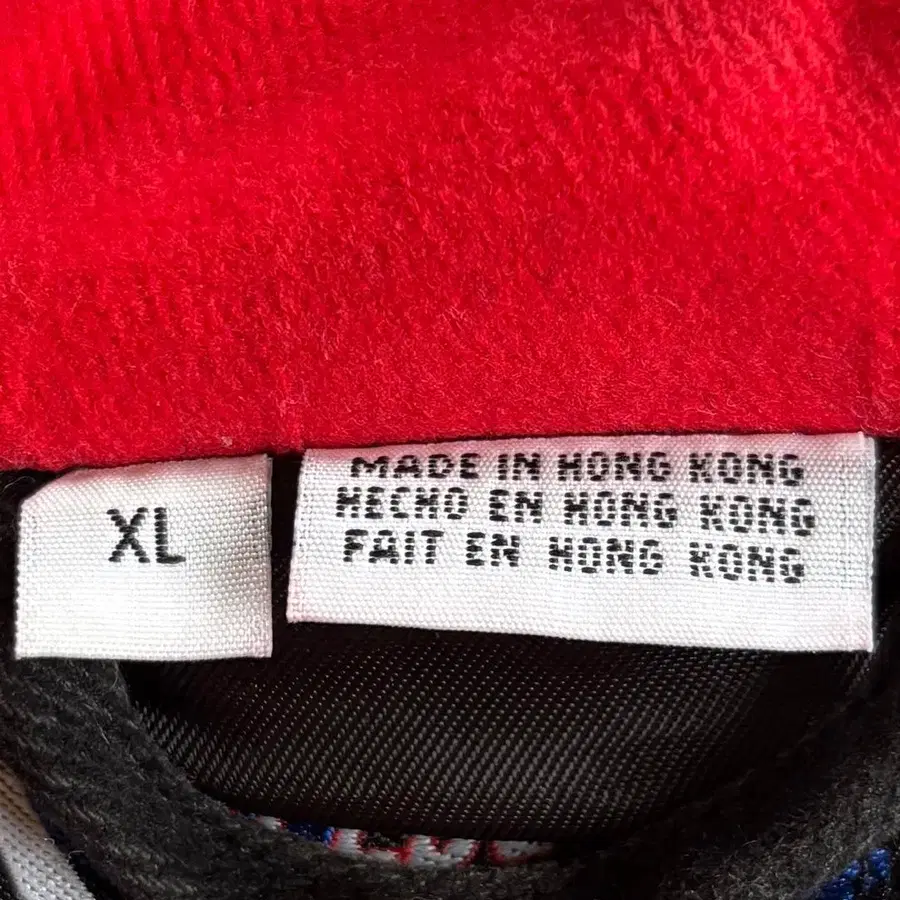 XL
MADE IN HONG KONG
HECHO EN HONG KONG
FAIT EN HONG KONG